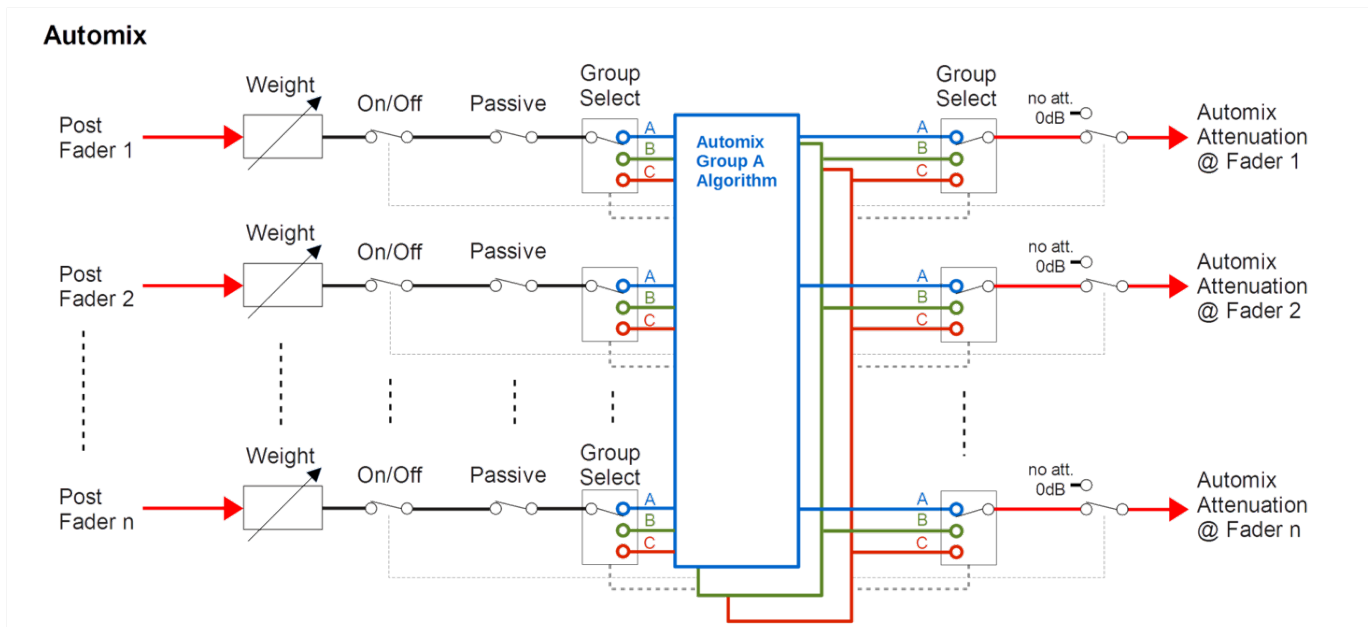 Automix
Weight
On/Off
Passive
Group
Select
Post
Fader 1
A
B
C
Automix
Group A
Algorithm
Group
Select
A
B
C
no att.
0dB
Automix
Attenuation
@ Fader 1
Weight
On/Off
Passive
Post
Fader 2
A
B
C
A
B
C
no att.
0dB
Automix
Attenuation
@ Fader 2
Weight
On/Off
Passive
Group
Select
Post
Fader n
A
B
C
A
B
C
no att.
0dB
Automix
Attenuation
@ Fader n